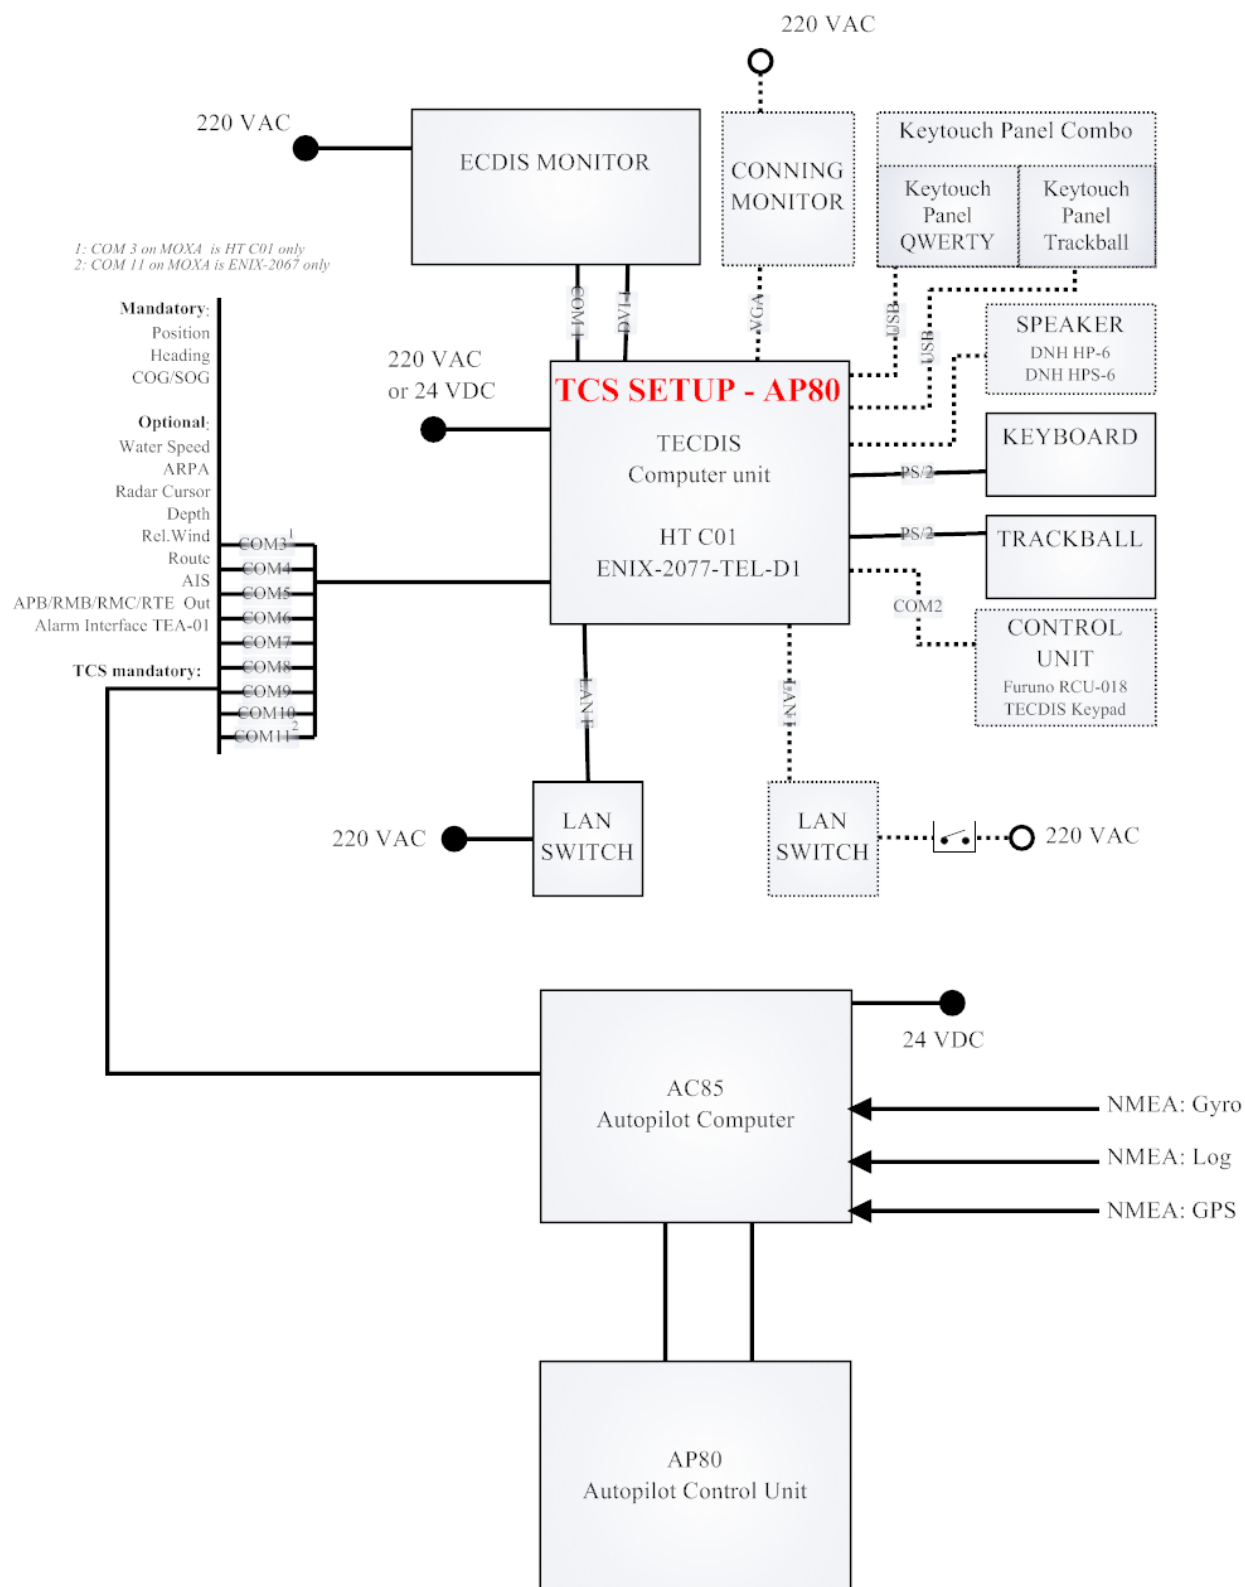 220 VAC
220 VAC
ECDIS MONITOR
CONNING
MONITOR
Keytouch Panel Combo
Keytouch
Panel
QWERTY
Keytouch
Panel
Trackball
1: COM 3 on MOXA is HT C01 only
2: COM 11 on MOXA is ENIX-2067 only
COM 1
DVI-I
VGA
USB
USB
SPEAKER
DNH HP-6
DNH HPS-6
Mandatory:
Position
Heading
COG/SOG
Optional:
Water Speed
ARPA
Radar Cursor
Depth
Rel.Wind
Route
AIS
APB/RMB/RMC/RTE Out
Alarm Interface TEA-01
TCS mandatory:
COM3 1
COM4
COM5
COM6
COM7
COM8
COM9
COM10
COM11 2
220 VAC
or 24 VDC
TCS SETUP - AP80
TECDIS
Computer unit
HT C01
ENIX-2077-TEL-D1
PS/2
KEYBOARD
PS/2
TRACKBALL
COM2
CONTROL
UNIT
Furuno RCU-018
TECDIS Keypad
LAN
LAN
220 VAC
LAN
SWITCH
LAN
SWITCH
220 VAC
24 VDC
AC85
Autopilot Computer
NMEA: Gyro
NMEA: Log
NMEA: GPS
AP80
Autopilot Control Unit